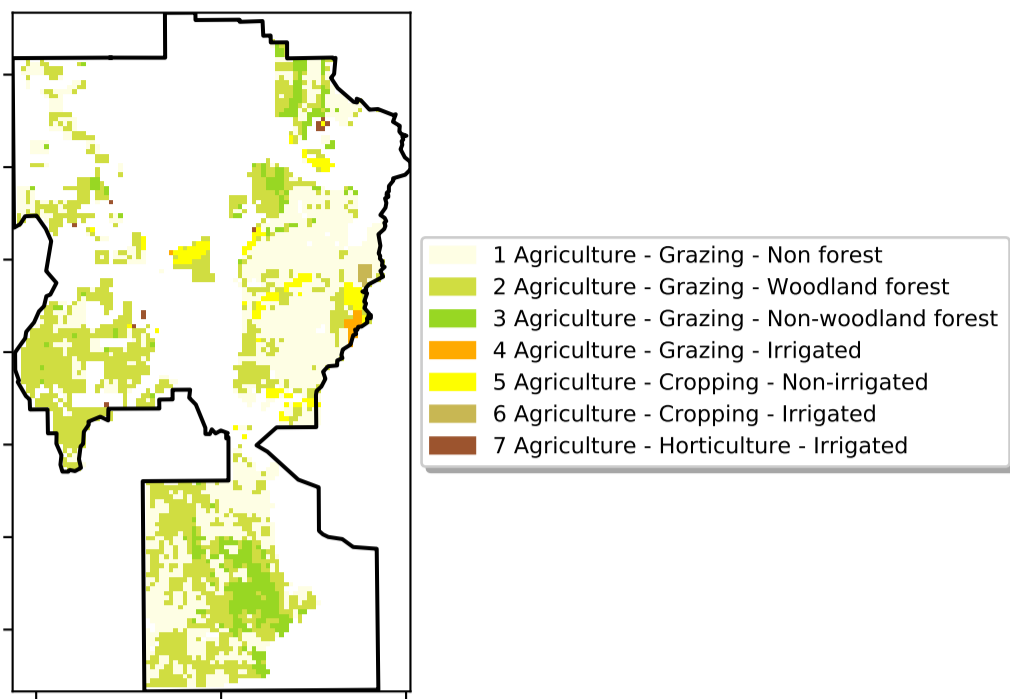 1 Agriculture - Grazing - Non forest
2 Agriculture - Grazing - Woodland forest
3 Agriculture - Grazing - Non-woodland forest
4 Agriculture - Grazing - Irrigated
5 Agriculture - Cropping - Non-irrigated
6 Agriculture - Cropping - Irrigated
7 Agriculture - Horticulture - Irrigated